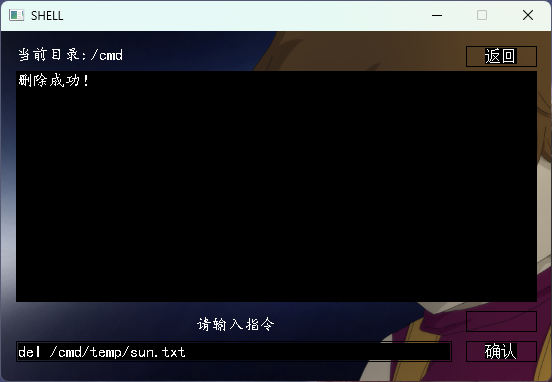 SHELL
当前目录:/cmd
返回
删除成功!
请输入指令
del /cmd/temp/sun.txt
确认